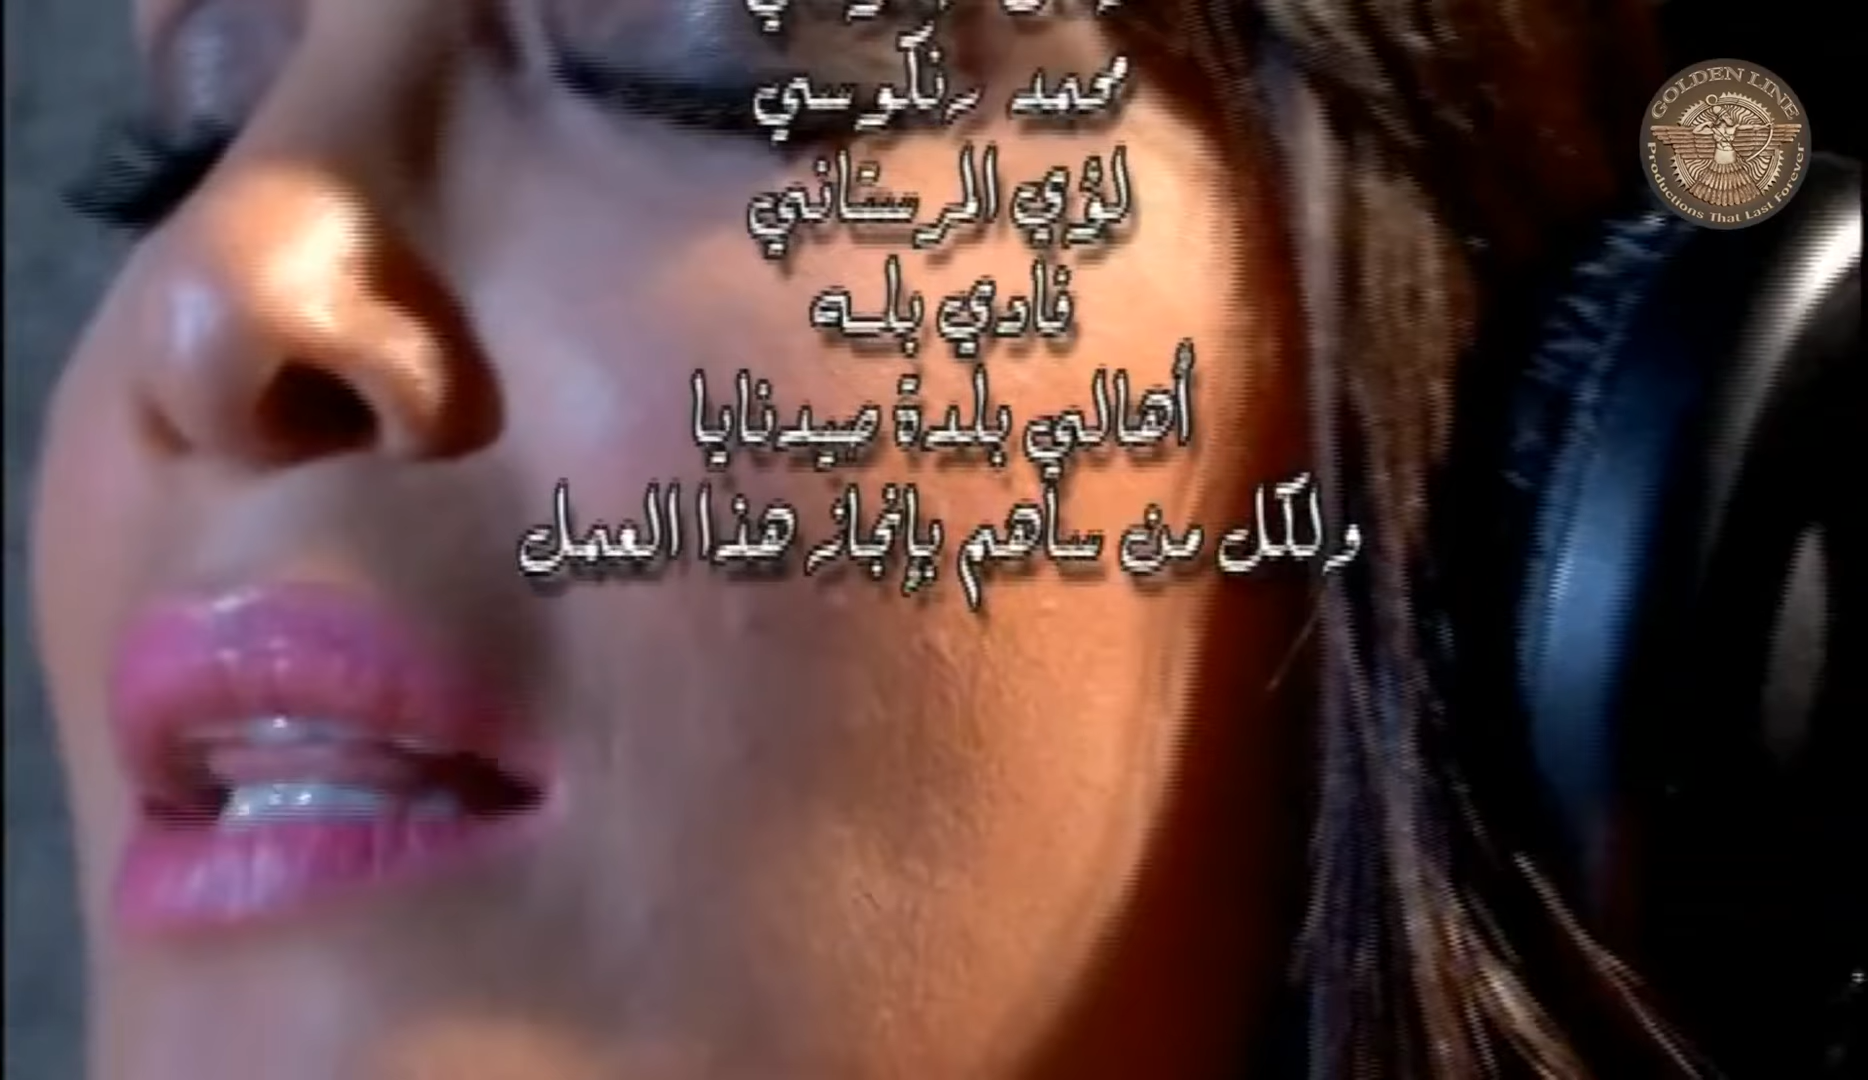 محمد رنكوسي
لؤي المرستاني
فادي بله
أهالي بلدة صيدنايا
ولكل من ساهم بإنجاز هذا العمل
GOLDEN LINE
Productions That Last Forever